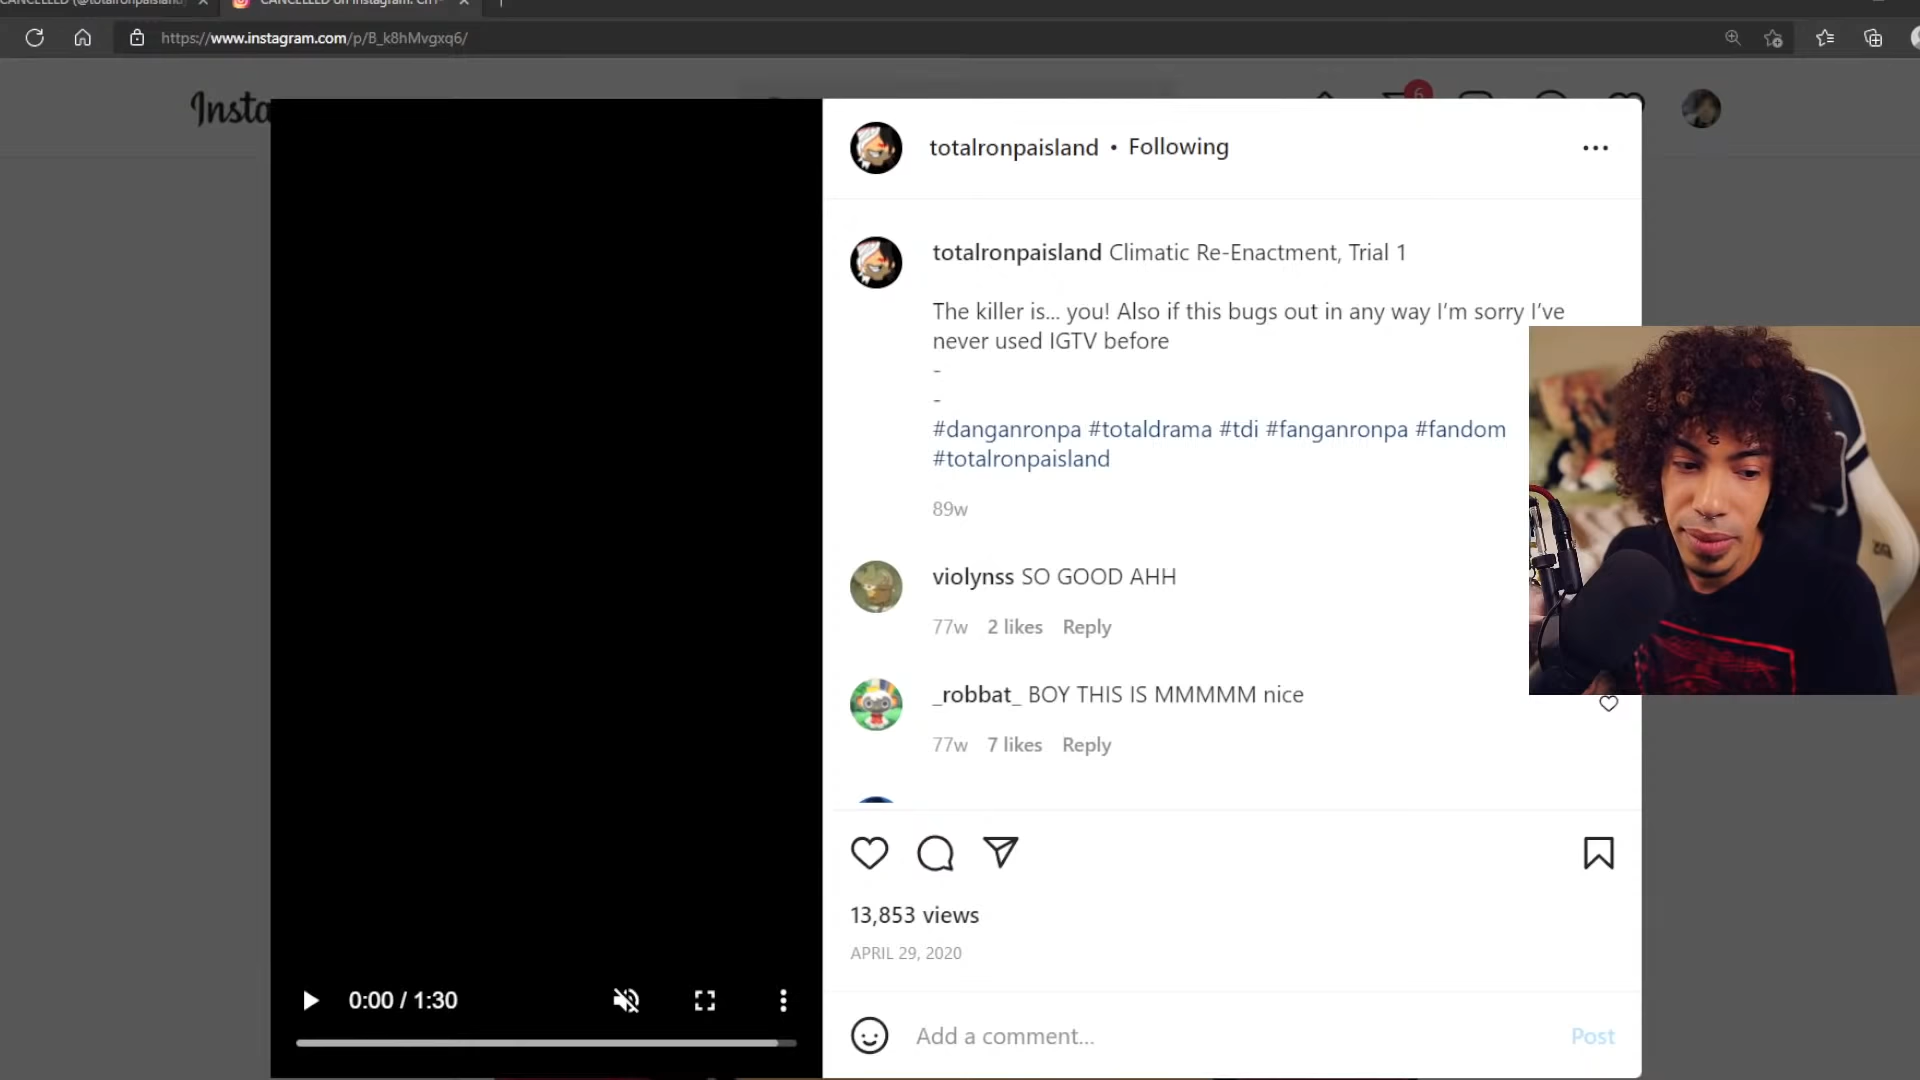 https://www.instagram.com/p/B_k8hMvgxq6/
Insta
6
totalronpaisland • Following
totalronpaisland Climatic Re-Enactment, Trial 1
The killer is... you! Also if this bugs out in any way I’m sorry I’ve
never used IGTV before
-
-
#danganronpa #totaldrama #tdi #fanganronpa #fandom
#totalronpaisland
89w
violynss SO GOOD AHH
77w 2 likes Reply
_robbat_ BOY THIS IS MMMMM nice
77w 7 likes Reply
13,853 views
APRIL 29, 2020
0:00 / 1:30
Add a comment...
Post